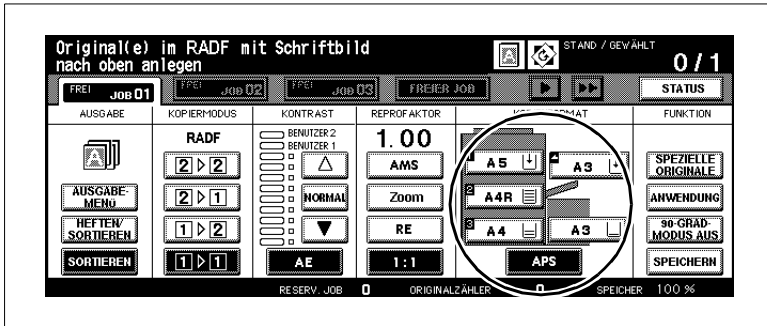 Original(e) im RADF mit Schriftbild
nach oben anlegen
STAND / GEWÄHLT
0/1
FREI JOB 01
FREI JOB 02
FREI JOB 03
FREIER JOB
STATUS
AUSGABE
KOPIERMODUS
KONTRAST
REPROFAKTOR
FUNKTION
RADF
BENUTZER 2
BENUTZER 1
1.00
2 2
AMS
1 A5
A3
SPEZIELLE
ORIGINALE
AUSGABE-
MENÜ
2 1
NORMAL
Zoom
2 A4R
ANWENDUNG
HEFTEN/
SORTIEREN
1 2
RE
3 A4
A3
90-GRAD-
MODUS AUS
SORTIEREN
1 1
AE
1:1
APS
SPEICHERN
RESERV. JOB 0
ORIGINALZÄHLER 0
SPEICHER 100 %